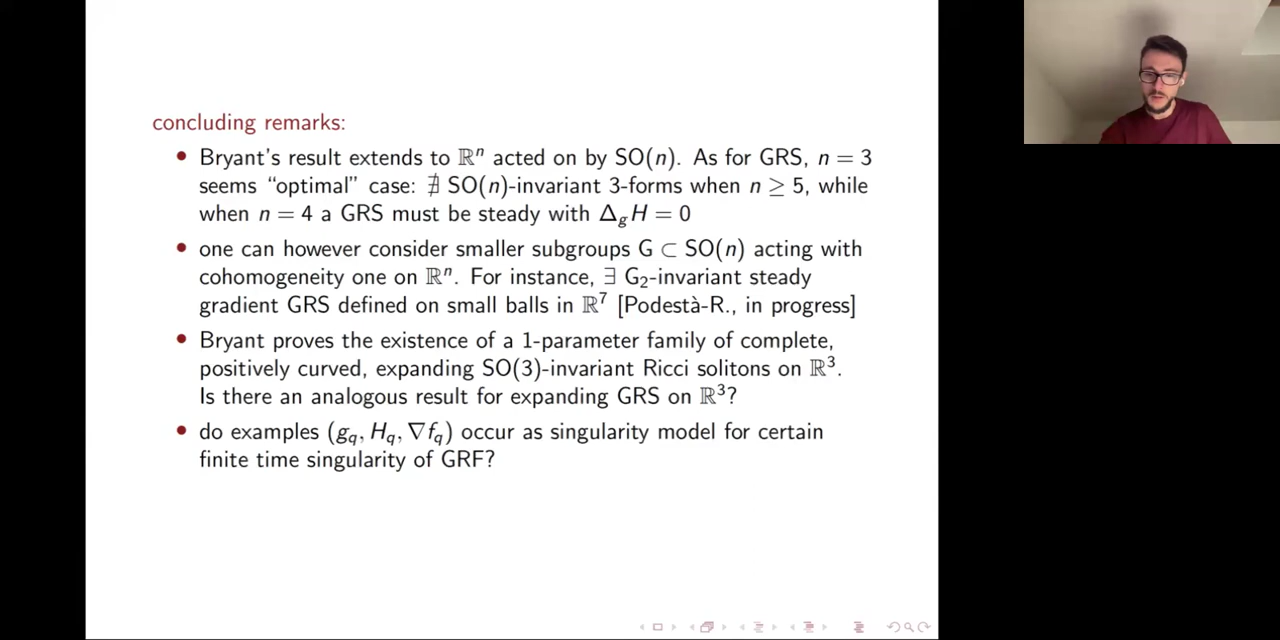 concluding remarks:
• Bryant's result extends to ℝⁿ acted on by SO(n). As for GRS, n = 3
seems "optimal" case: ∄ SO(n)-invariant 3-forms when n ≥ 5, while
when n = 4 a GRS must be steady with Δ_g H = 0
• one can however consider smaller subgroups G ⊂ SO(n) acting with
cohomogeneity one on ℝⁿ. For instance, ∃ G₂-invariant steady
gradient GRS defined on small balls in ℝ⁷ [Podestà-R., in progress]
• Bryant proves the existence of a 1-parameter family of complete,
positively curved, expanding SO(3)-invariant Ricci solitons on ℝ³.
Is there an analogous result for expanding GRS on ℝ³?
• do examples (g_q, H_q, ∇f_q) occur as singularity model for certain
finite time singularity of GRF?